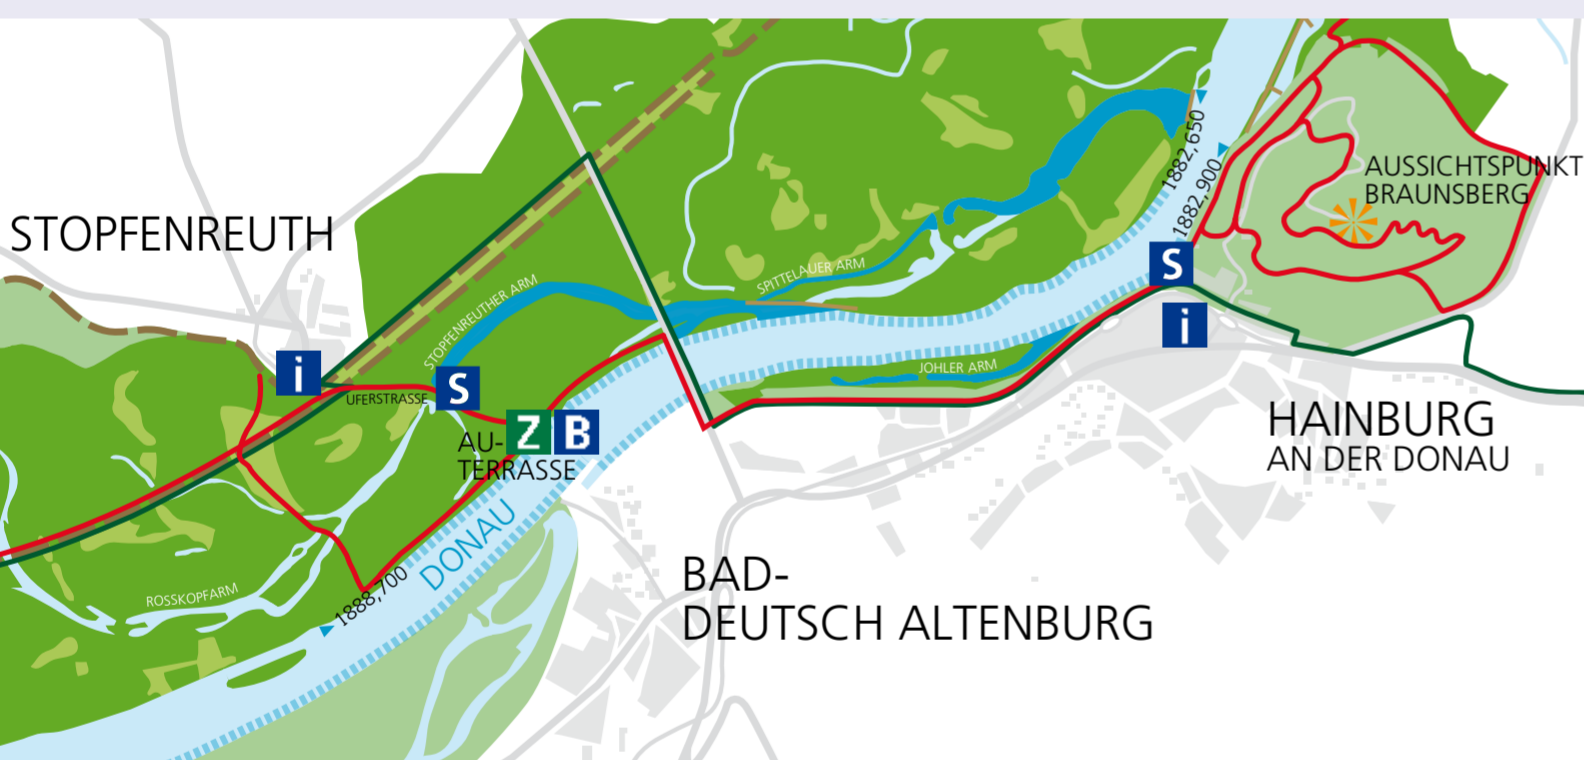 STOPFENREUTH
i
UFERSTRASSE
STOPFENREUTHER ARM
S
AU-
TERRASSE
Z
B
SPITTELAUER ARM
JOHLER ARM
1882,650
1882,900
S
i
AUSSICHTSPUNKT
BRAUNSBERG
HAINBURG
AN DER DONAU
DONAU
1888,700
ROSSKOPFARM
BAD-
DEUTSCH ALTENBURG